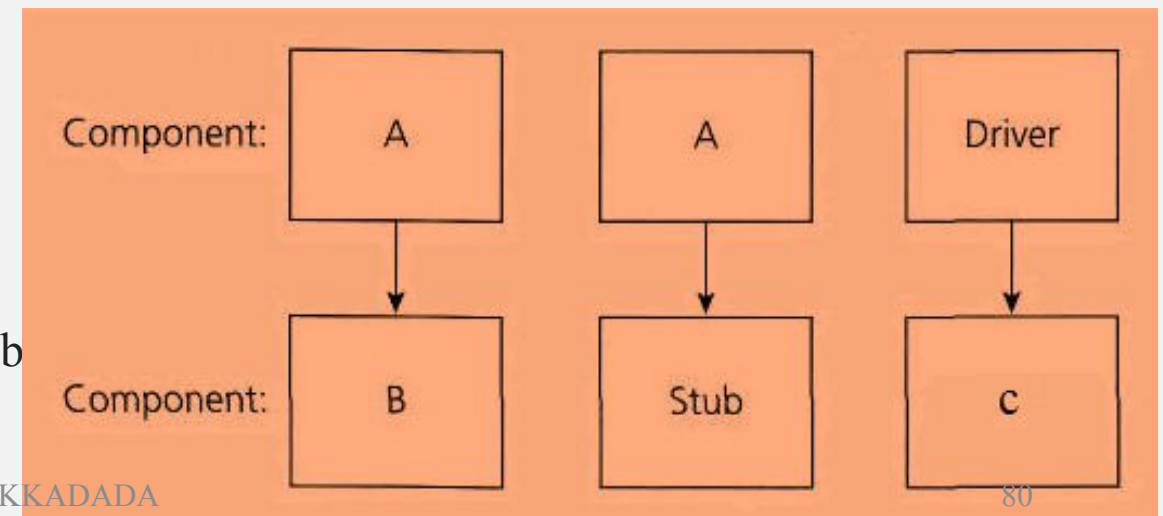 Component: A A Driver
b
Component: B Stub c
KKADADA 80